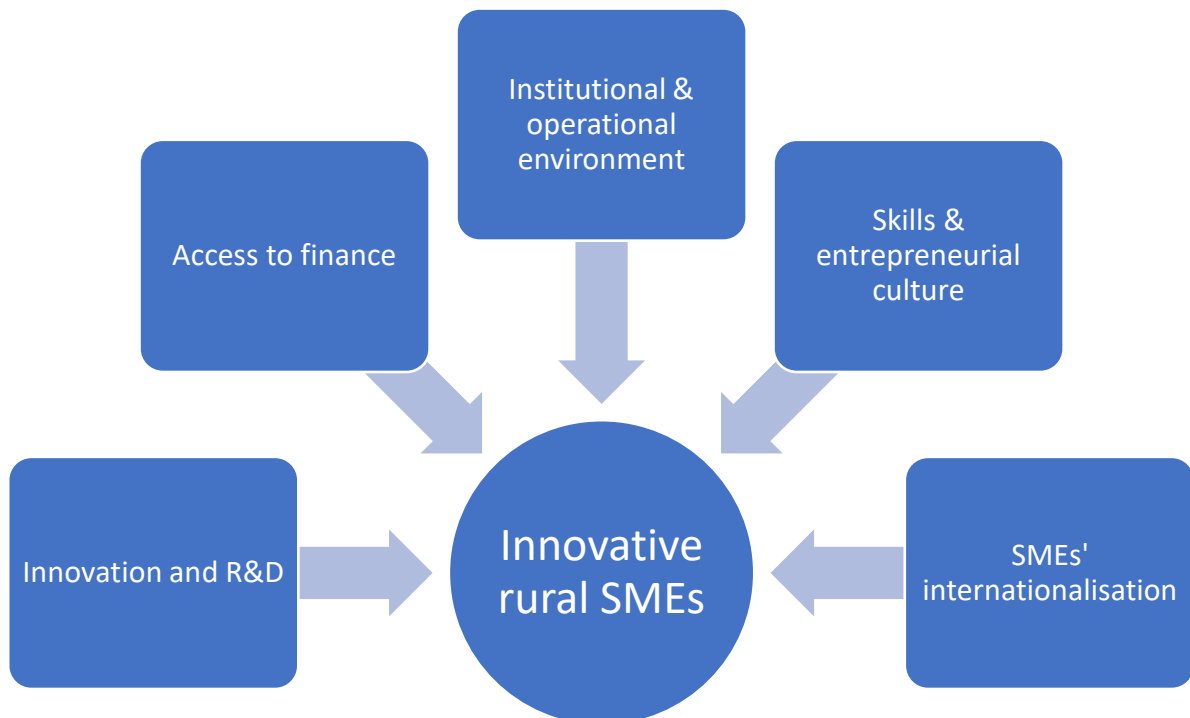 Institutional &
operational
environment
Access to finance
Skills &
entrepreneurial
culture
Innovation and R&D
Innovative
rural SMEs
SMEs'
internationalisation